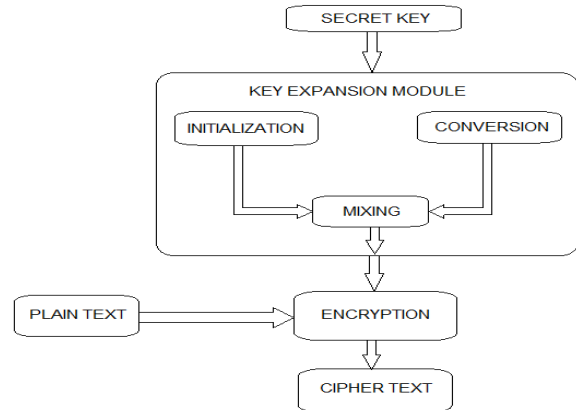 SECRET KEY
KEY EXPANSION MODULE
INITIALIZATION
CONVERSION
MIXING
PLAIN TEXT
ENCRYPTION
CIPHER TEXT